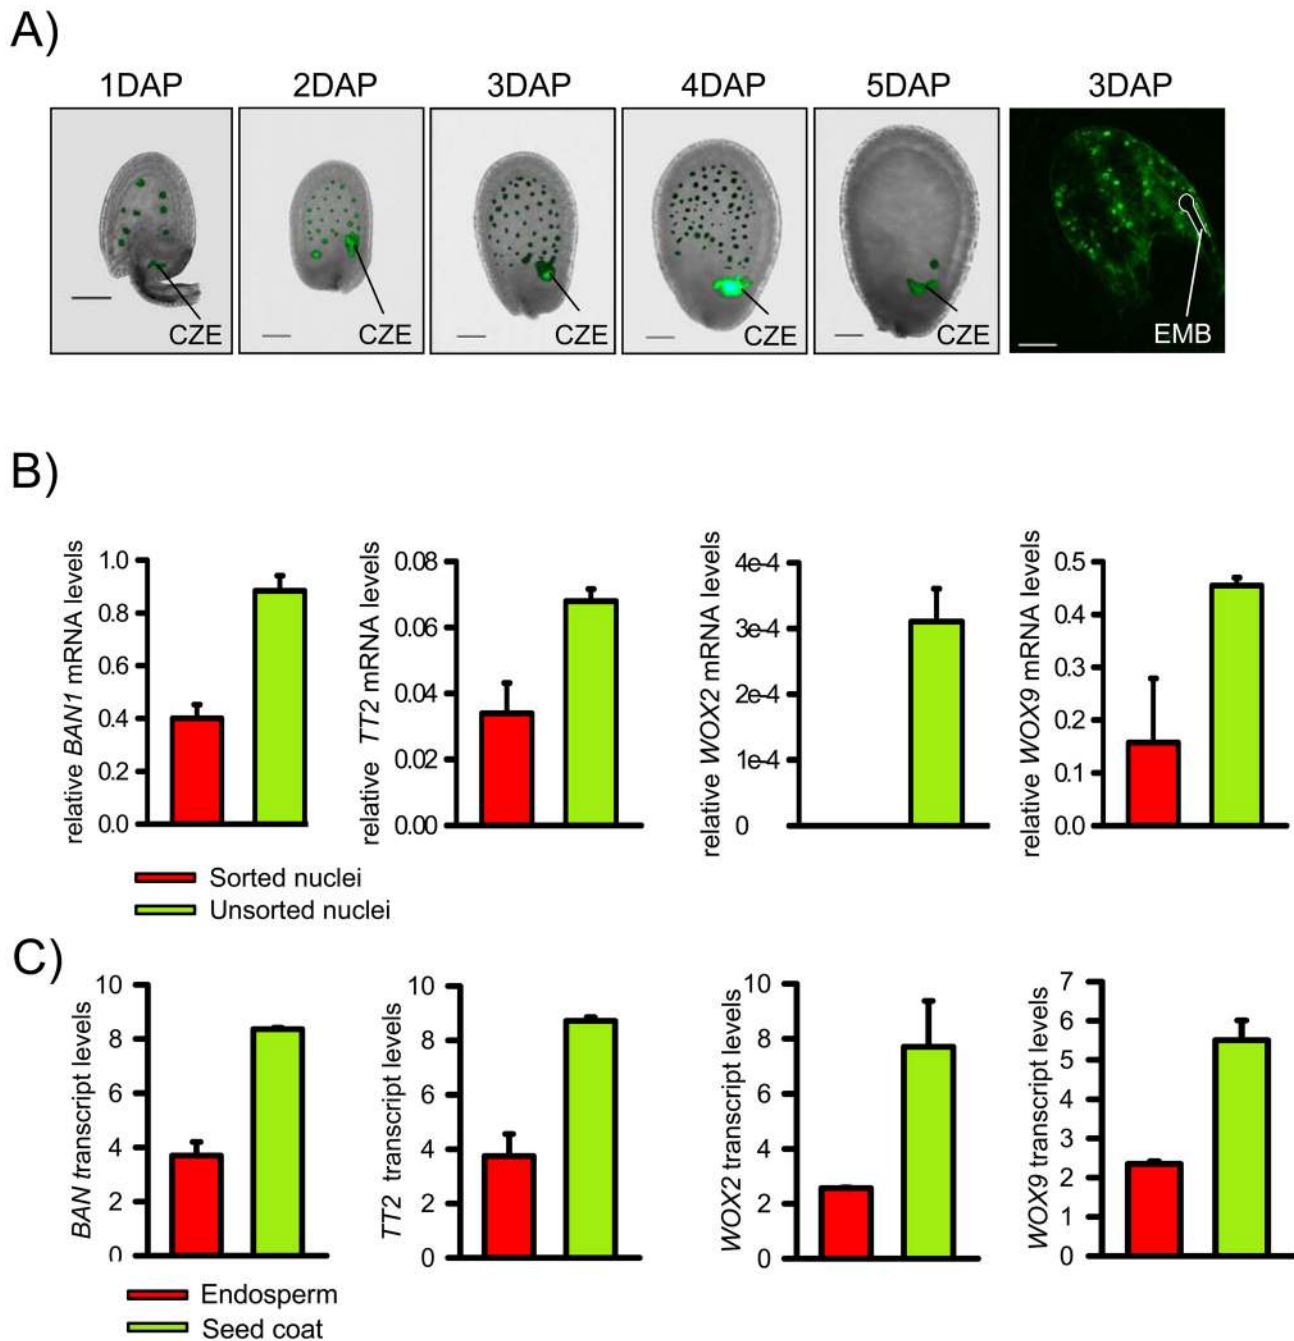 A)
1DAP 2DAP 3DAP 4DAP 5DAP 3DAP
CZE CZE CZE CZE CZE EMB
B)
relative BAN1 mRNA levels
1.0
0.8
0.6
0.4
0.2
0.0
relative TT2 mRNA levels
0.08
0.06
0.04
0.02
0.00
relative WOX2 mRNA levels
4e-4
3e-4
2e-4
1e-4
0
relative WOX9 mRNA levels
0.5
0.4
0.3
0.2
0.1
0.0
Sorted nuclei
Unsorted nuclei
C)
BAN transcript levels
10
8
6
4
2
0
TT2 transcript levels
10
8
6
4
2
0
WOX2 transcript levels
10
8
6
4
2
0
WOX9 transcript levels
7
6
5
4
3
2
1
0
Endosperm
Seed coat